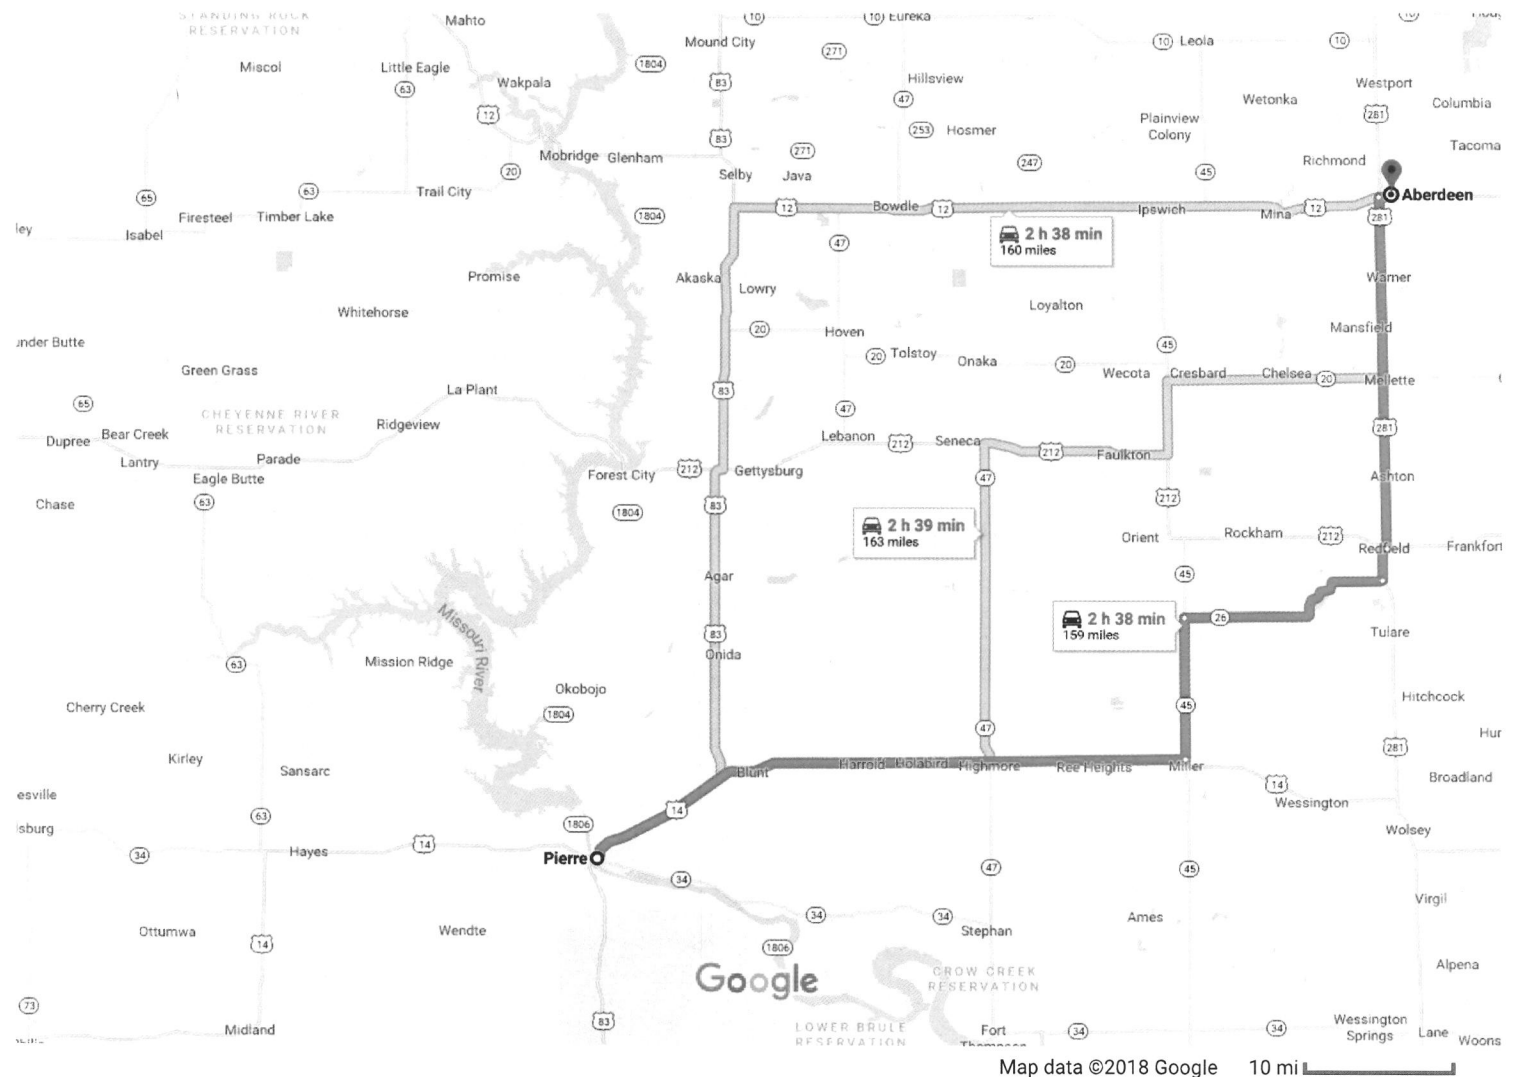 STANDING ROCK
RESERVATION
Mahto
10
10
Eureka
10
Mound City
271
10
Leola
10
Miscol
Little Eagle
1804
63
Wakpala
83
Hillsview
Westport
12
47
Wetonka
281
Columbia
83
253
Hosmer
Plainview
Colony
Tacoma
Mobridge
Glenham
271
247
Richmond
65
63
Trail City
20
Selby
Java
45
Aberdeen
Firesteel
Timber Lake
1804
12
Bowdle
12
Ipswich
Mina
12
281
ley
Isabel
47
2 h 38 min
160 miles
Promise
Akaska
Lowry
Warner
Whitehorse
Loyalton
Mansfield
under Butte
20
Hoven
45
Green Grass
20
Tolstoy
Onaka
20
Wecota
Cresbard
Chelsea
20
Mellette
65
La Plant
83
CHEYENNE RIVER
RESERVATION
47
Ridgeview
281
Dupree
Bear Creek
Lebanon
212
Seneca
212
Faulkton
Lantry
Parade
Forest City
212
Gettysburg
47
Ashton
Eagle Butte
63
Chase
1804
83
212
2 h 39 min
163 miles
Orient
Rockham
212
Redfield
Frankfort
Agar
45
Missouri River
2 h 38 min
159 miles
26
83
Tulare
63
Mission Ridge
Onida
Okobojo
1804
Hitchcock
Cherry Creek
45
47
Hur
Kirley
Sansarc
281
Blunt
Harrold
Holabird
Highmore
Ree Heights
Miller
14
Broadland
esville
Wessington
14
sburg
63
1806
Wolsey
34
Hayes
14
Pierre
34
47
45
Virgil
Ottumwa
14
Wendte
34
34
Stephan
Ames
1806
Google
CROW CREEK
RESERVATION
Alpena
73
83
Midland
LOWER BRULE
RESERVATION
Fort
Thompson
34
34
Wessington
Springs
Lane
Woons
Map data ©2018 Google
10 mi